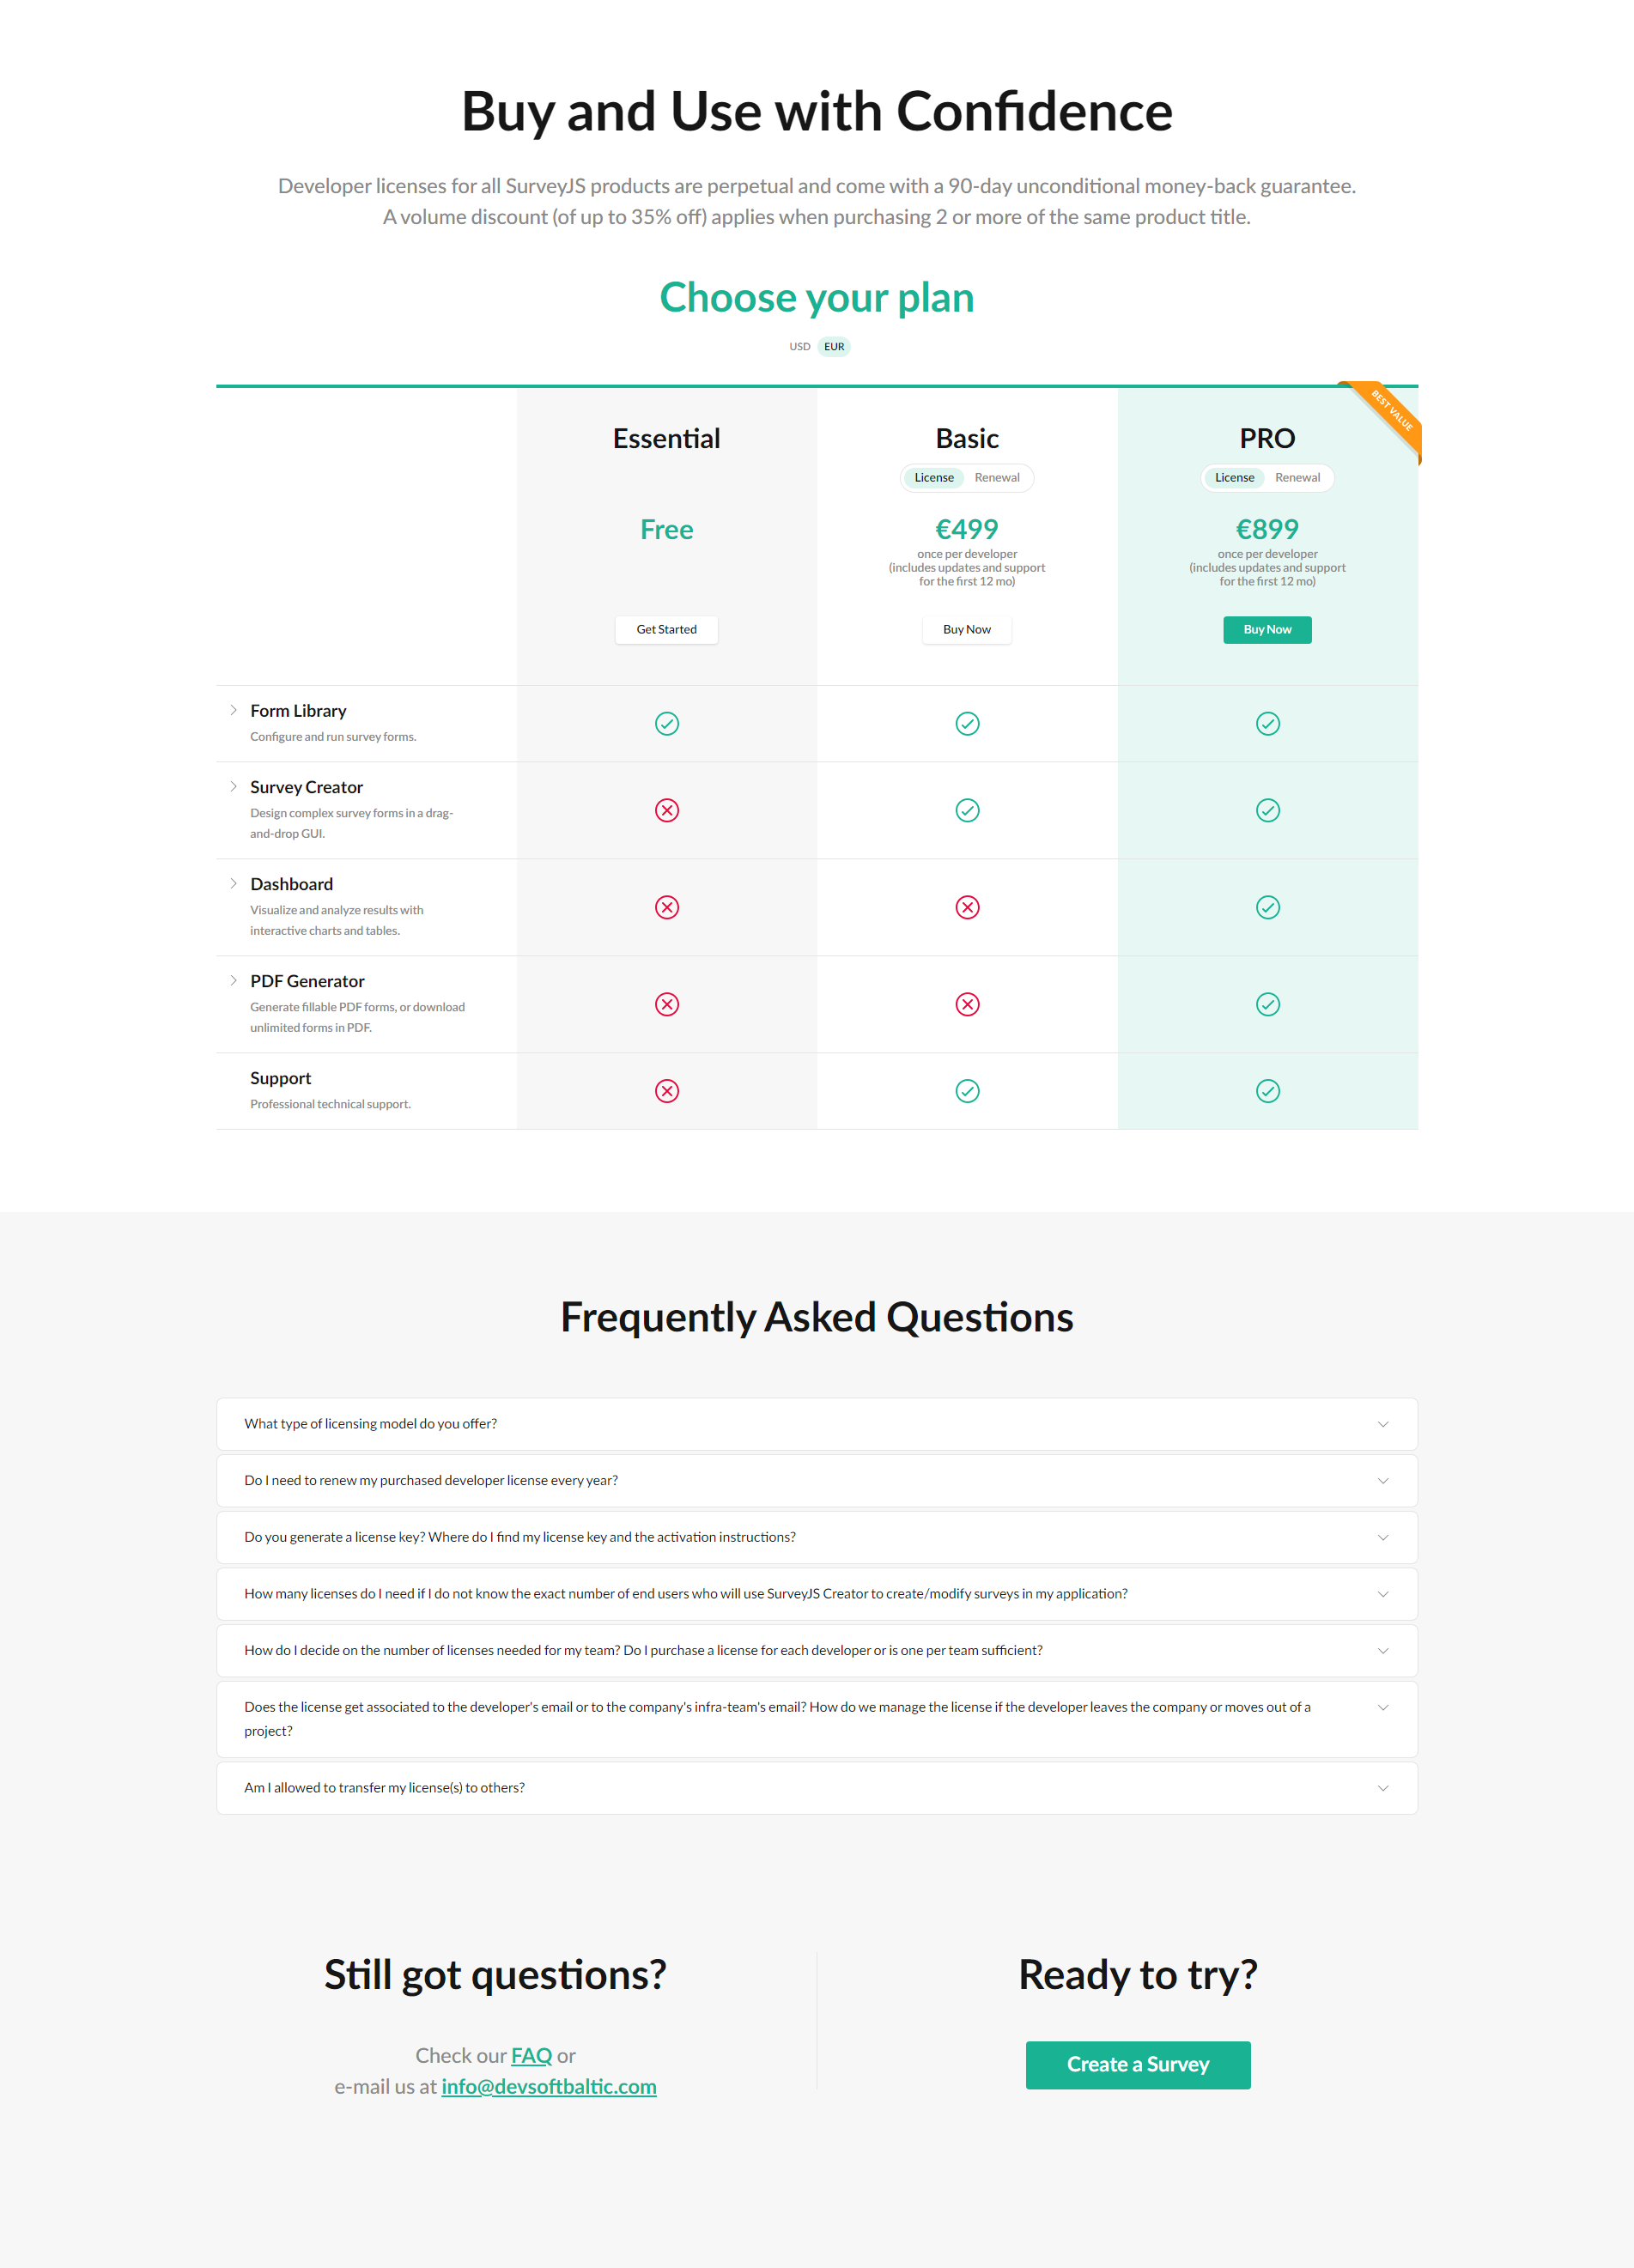 Buy and Use with Confidence
Developer licenses for all SurveyJS products are perpetual and come with a 90-day unconditional money-back guarantee.
A volume discount (of up to 35% off) applies when purchasing 2 or more of the same product title.
Choose your plan
USD EUR
BEST VALUE
Essential
Free
Get Started
Basic
License Renewal
€499
once per developer
(includes updates and support
for the first 12 mo)
Buy Now
PRO
License Renewal
€899
once per developer
(includes updates and support
for the first 12 mo)
Buy Now
Form Library
Configure and run survey forms.
Survey Creator
Design complex survey forms in a drag-
and-drop GUI.
Dashboard
Visualize and analyze results with
interactive charts and tables.
PDF Generator
Generate fillable PDF forms, or download
unlimited forms in PDF.
Support
Professional technical support.
Frequently Asked Questions
What type of licensing model do you offer?
Do I need to renew my purchased developer license every year?
Do you generate a license key? Where do I find my license key and the activation instructions?
How many licenses do I need if I do not know the exact number of end users who will use SurveyJS Creator to create/modify surveys in my application?
How do I decide on the number of licenses needed for my team? Do I purchase a license for each developer or is one per team sufficient?
Does the license get associated to the developer's email or to the company's infra-team's email? How do we manage the license if the developer leaves the company or moves out of a
project?
Am I allowed to transfer my license(s) to others?
Still got questions?
Check our FAQ or
e-mail us at info@devsoftbaltic.com
Ready to try?
Create a Survey